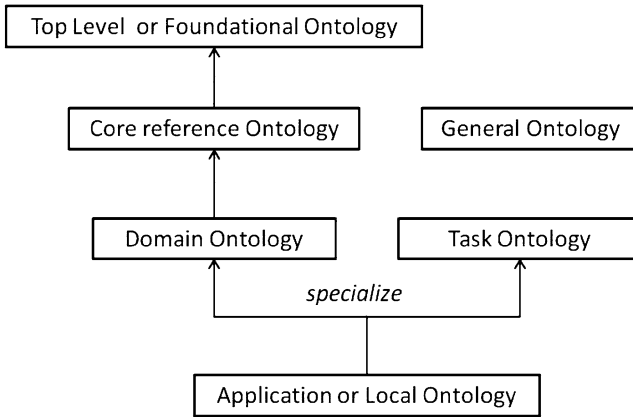 Top Level or Foundational Ontology
Core reference Ontology
General Ontology
Domain Ontology
Task Ontology
specialize
Application or Local Ontology